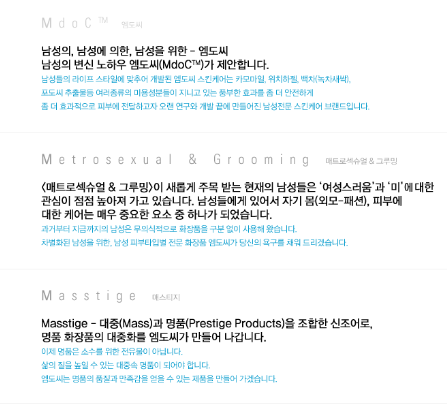 MdoC™ 엠도씨
남성의, 남성에 의한, 남성을 위한 - 엠도씨
남성의 변신 노하우 엠도씨(MdoC™)가 제안합니다.
남성들의 라이프 스타일에 맞추어 개발된 엠도씨 스킨케어는 카모마일, 위치하젤, 백차(녹차새싹),
포도씨 추출물등 여러종류의 미용성분들이 지니고 있는 풍부한 효과를 좀 더 안전하게
좀 더 효과적으로 피부에 전달하고자 오랜 연구와 개발 끝에 만들어진 남성전문 스킨케어 브랜드입니다.
Metrosexual & Grooming 매트로섹슈얼 & 그루밍
<매트로섹슈얼 & 그루밍>이 새롭게 주목 받는 현재의 남성들은 '여성스러움'과 '미'에 대한
관심이 점점 높아져 가고 있습니다. 남성들에게 있어서 자기 몸(외모-패션), 피부에
대한 케어는 매우 중요한 요소 중 하나가 되었습니다.
과거부터 지금까지의 남성은 무의식적으로 화장품을 구분 없이 사용해 왔습니다.
차별화된 남성을 위한, 남성 피부타입별 전문 화장품 엠도씨가 당신의 욕구를 채워 드리겠습니다.
Masstige 매스티지
Masstige - 대중(Mass)과 명품(Prestige Products)을 조합한 신조어로,
명품 화장품의 대중화를 엠도씨가 만들어 나갑니다.
이제 명품은 소수를 위한 전유물이 아닙니다.
삶의 질을 높일 수 있는 대중속 명품이 되어야 합니다.
엠도씨는 명품의 품질과 만족감을 얻을 수 있는 제품을 만들어 가겠습니다.